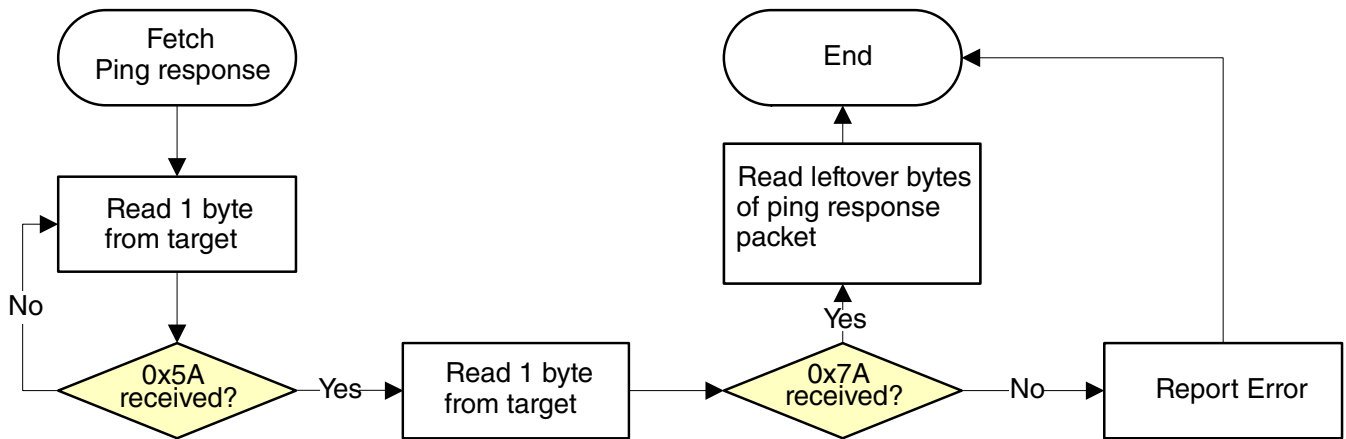 Fetch
Ping response
Read 1 byte
from target
No
0x5A
received?
Yes
Read 1 byte
from target
0x7A
received?
Yes
Read leftover bytes
of ping response
packet
End
No
Report Error